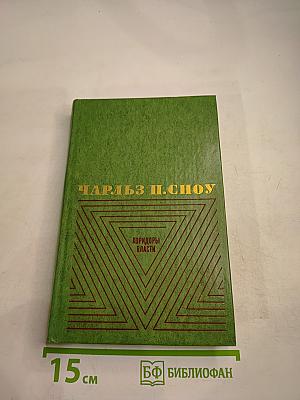 ЧАРЛЬЗ П. СНОУ
КОРИДОРЫ
ВЛАСТИ
15 см
БФ БИБЛИОФАН